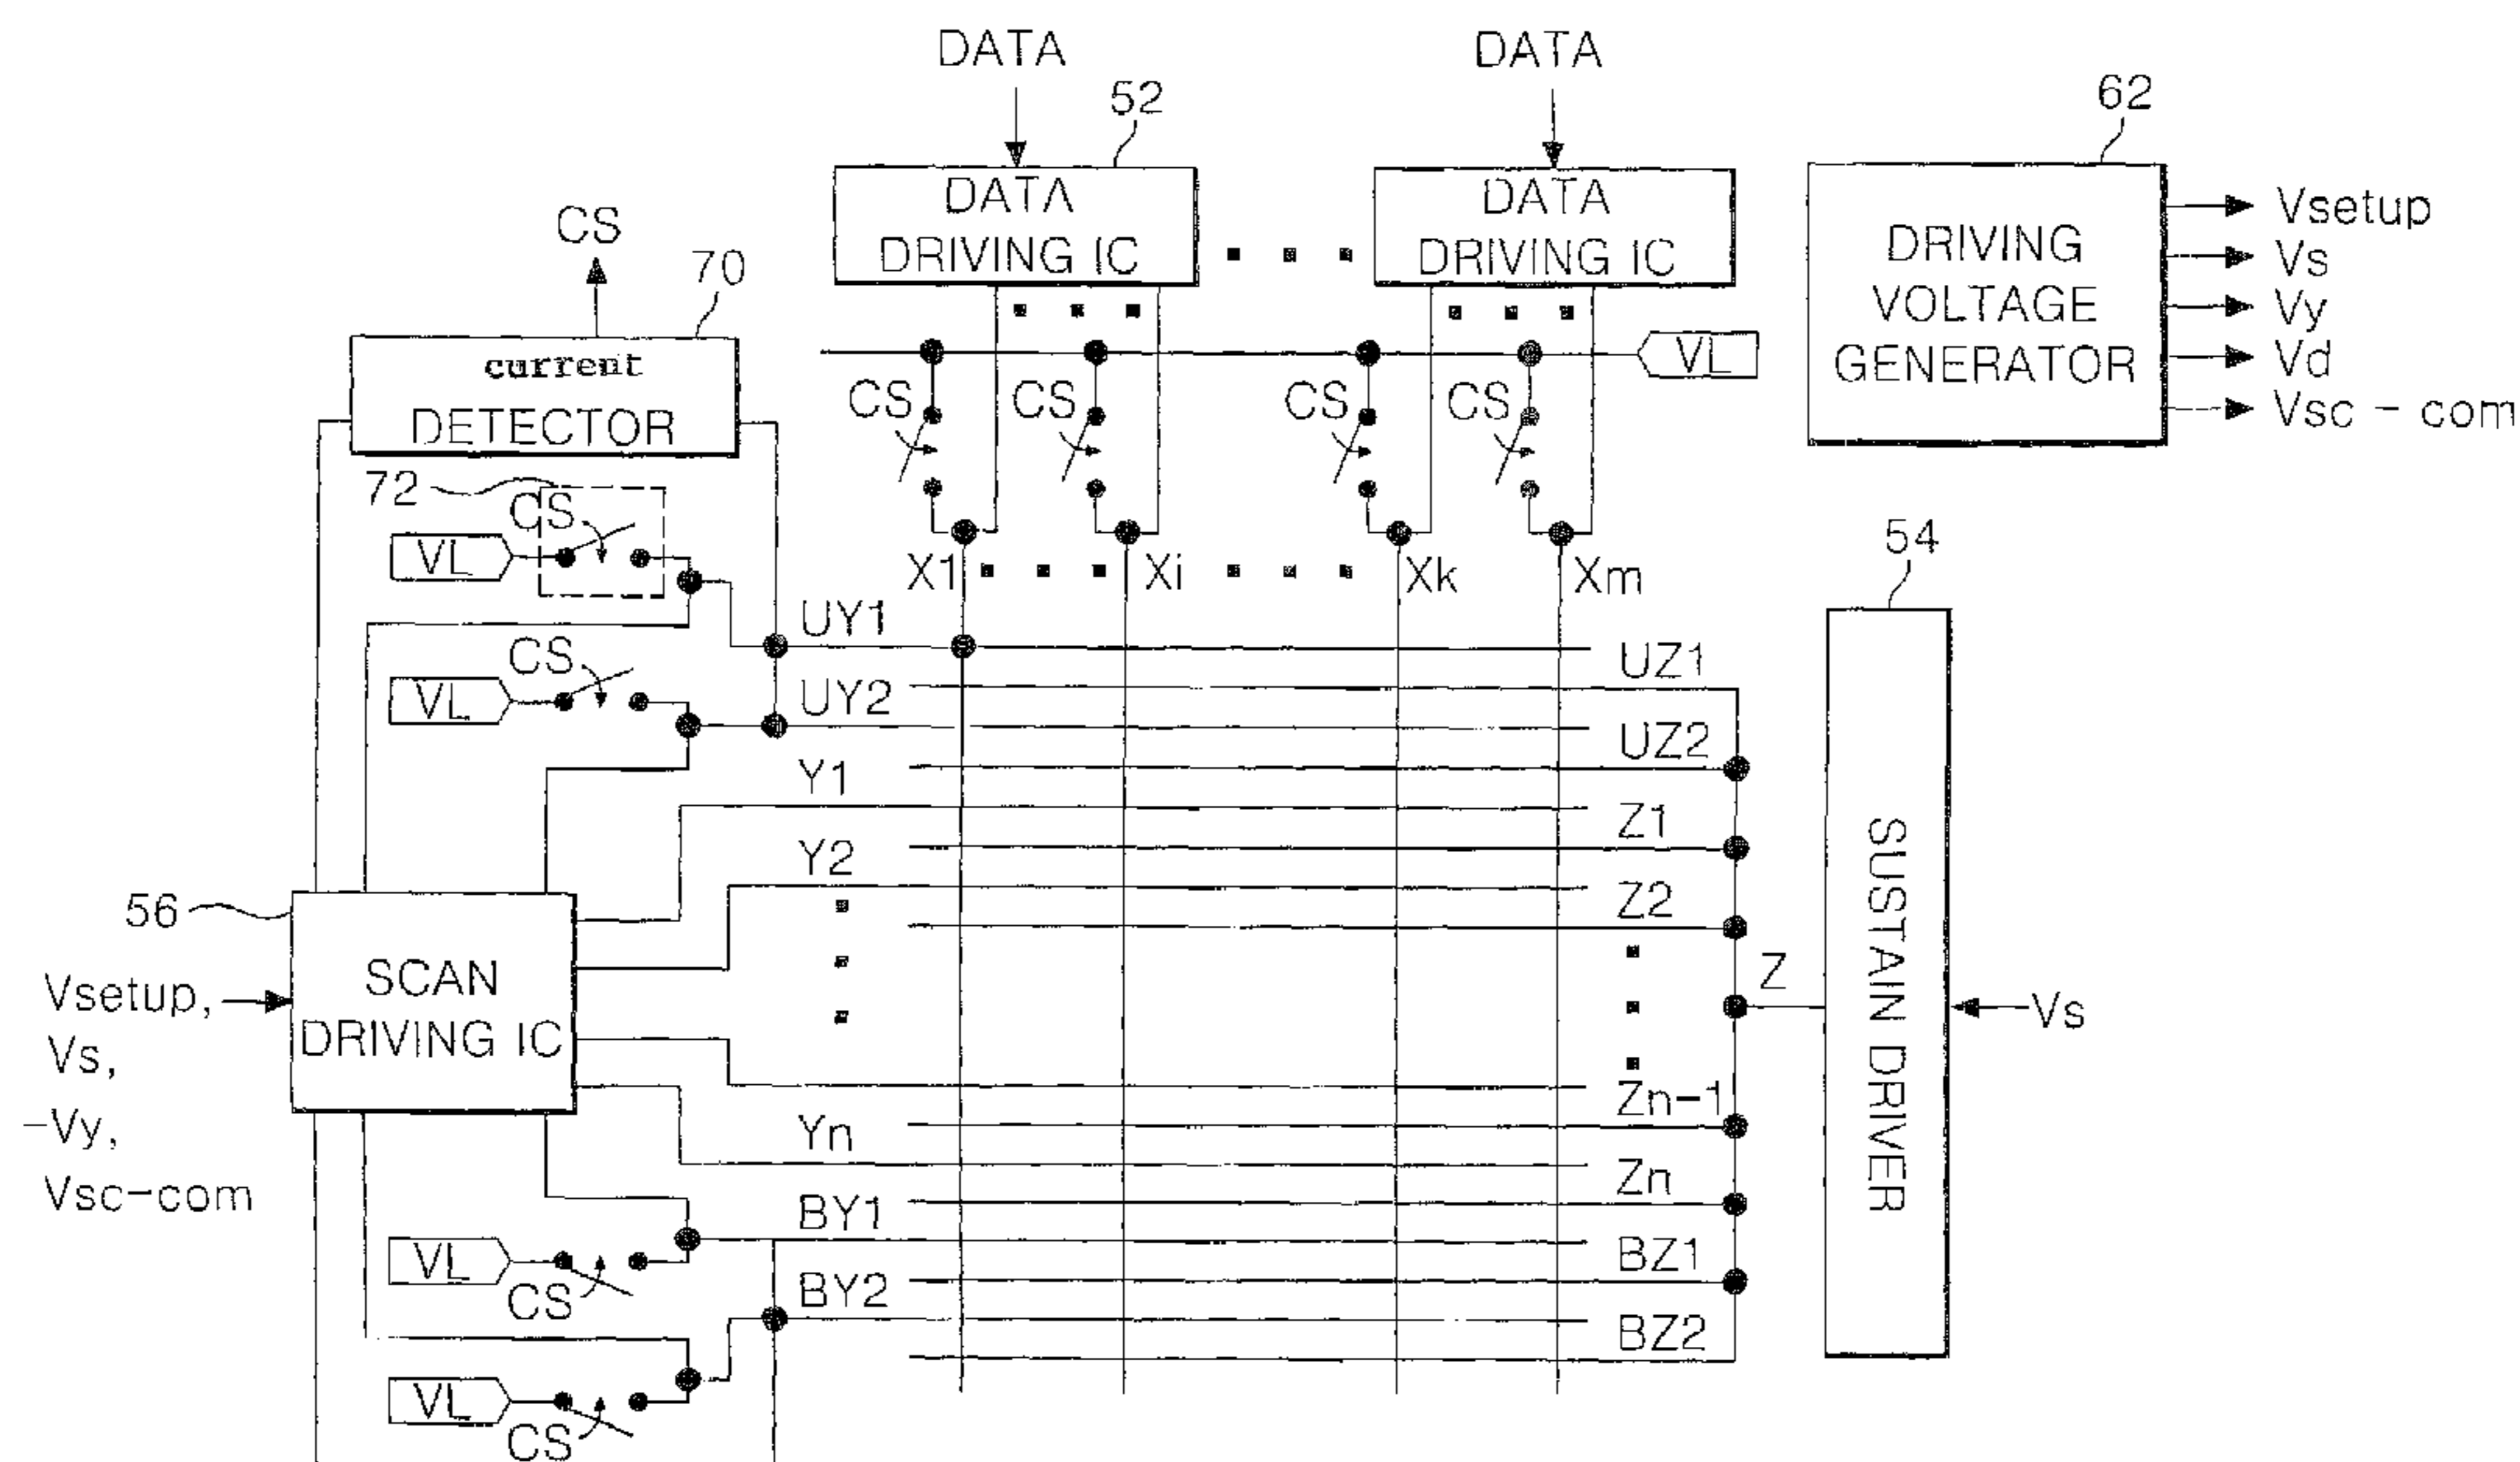 DATA
DATA
52
62
DATA
DRIVING IC
DATA
DRIVING IC
DRIVING
VOLTAGE
GENERATOR
Vsetup
Vs
Vy
Vd
Vsc - com
CS
70
current
DETECTOR
VL
CS
CS
CS
CS
72
CS
VL
X1
Xi
Xk
Xm
54
UY1
UZ1
CS
VL
UY2
UZ2
Y1
Z1
Y2
Z2
56
SCAN
DRIVING IC
Vsetup,
Vs,
-Vy,
Vsc-com
Z
SUSTAIN DRIVER
Vs
Zn-1
Yn
Zn
BY1
VL
CS
BZ1
BY2
BZ2
VL
CS